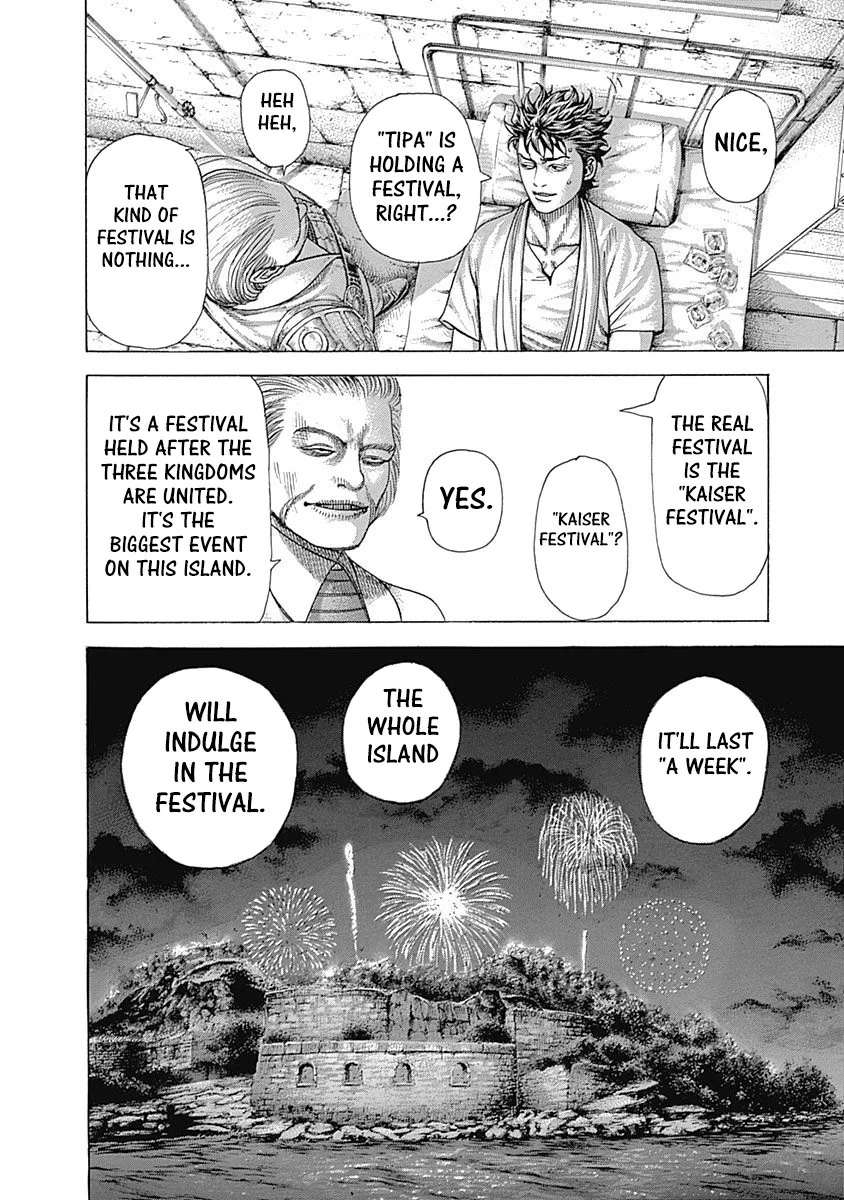 NICE,
"TIPA" IS
HOLDING A
FESTIVAL,
RIGHT...?
HEH
HEH,
THAT
KIND OF
FESTIVAL IS
NOTHING...
THE REAL
FESTIVAL
IS THE
"KAISER
FESTIVAL".
"KAISER
FESTIVAL"?
YES.
IT'S A FESTIVAL
HELD AFTER THE
THREE KINGDOMS
ARE UNITED.
IT'S THE
BIGGEST EVENT
ON THIS ISLAND.
IT'LL LAST
"A WEEK".
THE
WHOLE
ISLAND
WILL
INDULGE
IN THE
FESTIVAL.